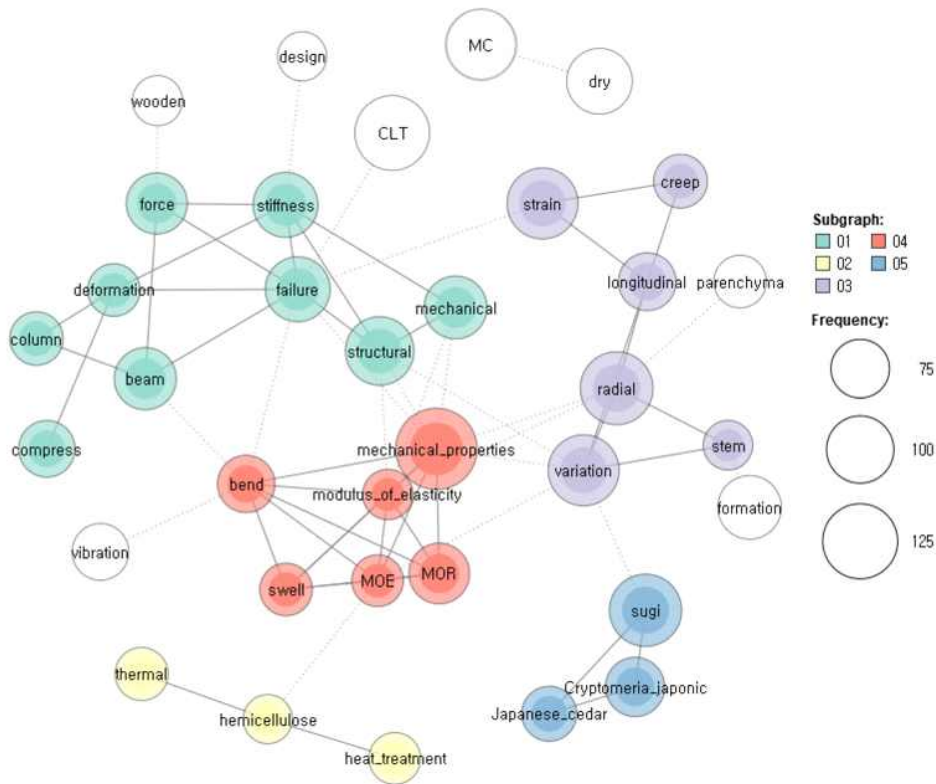 design
MC
dry
wooden
CLT
force
stiffness
strain
creep
Subgraph:
01
04
02
05
03
deformation
failure
longitudinal
parenchyma
mechanical
Frequency:
column
structural
75
beam
radial
compress
mechanical_properties
stem
100
bend
modulus_of_elasticity
variation
formation
125
vibration
swell
MOE
MOR
sugi
thermal
Cryptomeria_japonic
hemicellulose
Japanese_cedar
heat_treatment